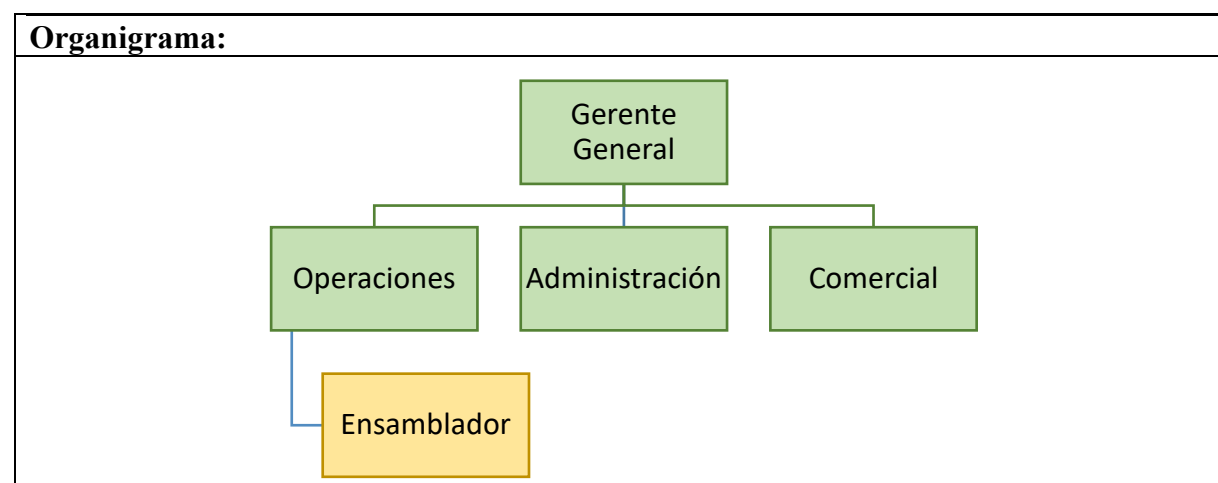 Organigrama:
Gerente
General
Operaciones
Administración
Comercial
Ensamblador